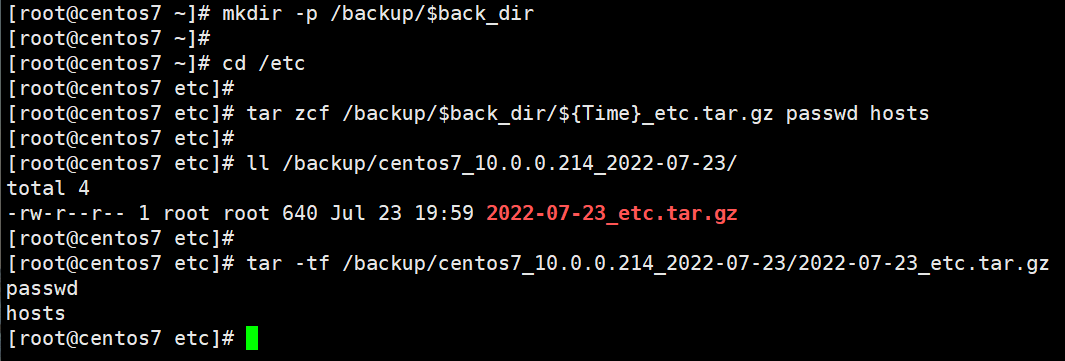 [root@centos7 ~]# mkdir -p /backup/$back_dir
[root@centos7 ~]#
[root@centos7 ~]# cd /etc
[root@centos7 etc]#
[root@centos7 etc]# tar zcf /backup/$back_dir/${Time}_etc.tar.gz passwd hosts
[root@centos7 etc]#
[root@centos7 etc]# ll /backup/centos7_10.0.0.214_2022-07-23/
total 4
-rw-r--r-- 1 root root 640 Jul 23 19:59 2022-07-23_etc.tar.gz
[root@centos7 etc]#
[root@centos7 etc]# tar -tf /backup/centos7_10.0.0.214_2022-07-23/2022-07-23_etc.tar.gz
passwd
hosts
[root@centos7 etc]#